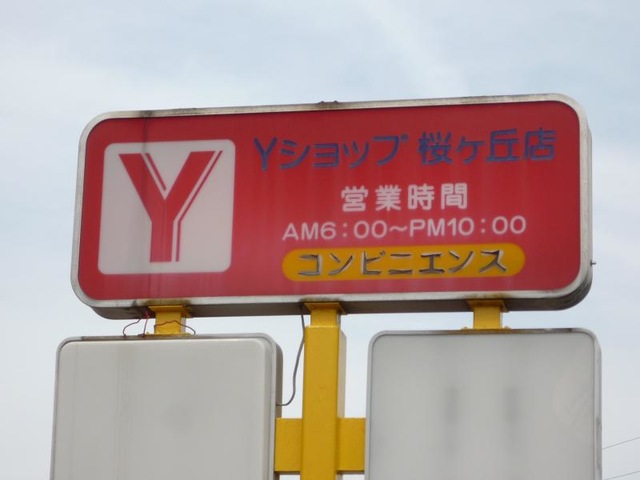 Y
Yショップ 桜ヶ丘店
営業時間
AM6:00~PM10:00
コンビニエンス